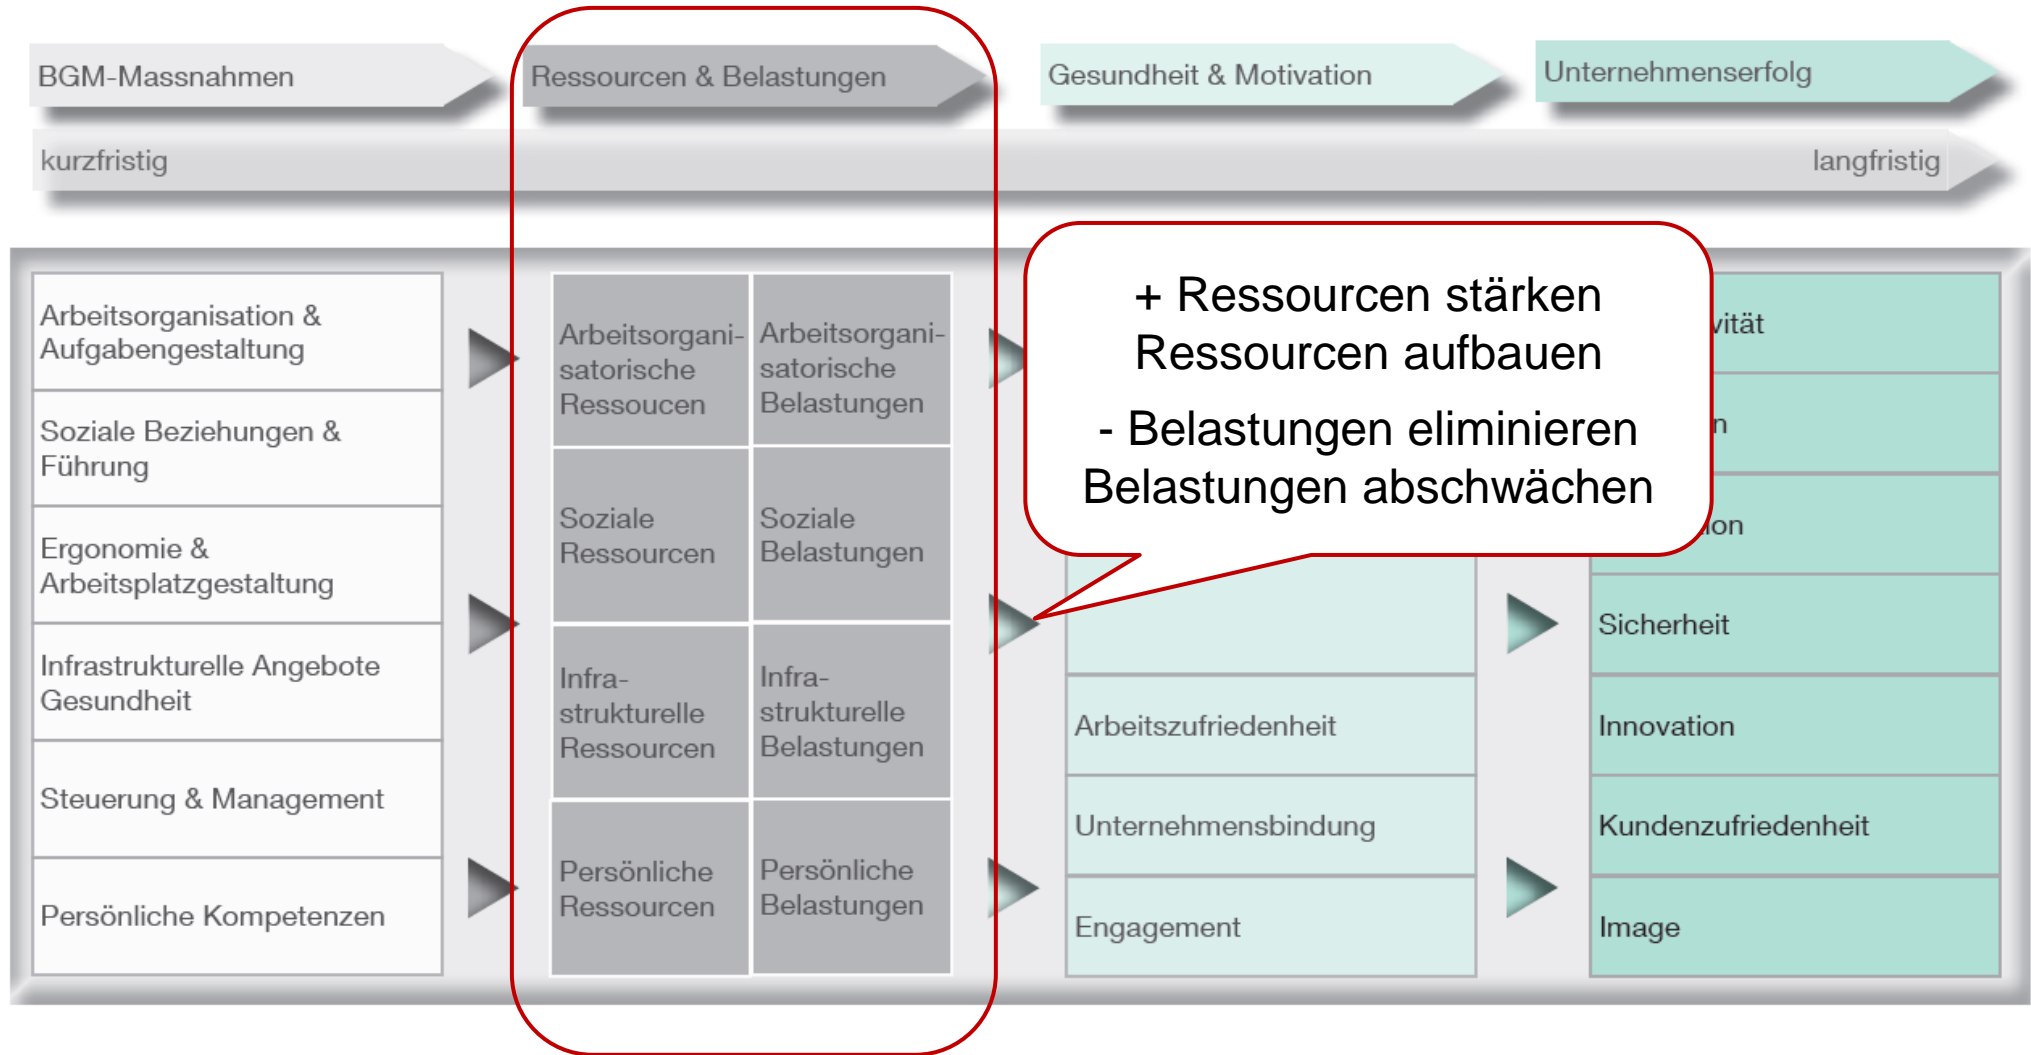 BGM-Massnahmen
Ressourcen & Belastungen
Gesundheit & Motivation
Unternehmenserfolg
kurzfristig
langfristig
Arbeitsorganisation &
Aufgabengestaltung
Soziale Beziehungen &
Führung
Ergonomie &
Arbeitsplatzgestaltung
Infrastrukturelle Angebote
Gesundheit
Steuerung & Management
Persönliche Kompetenzen
Arbeitsorgani-
satorische
Ressoucen
Soziale
Ressourcen
Infra-
strukturelle
Ressourcen
Persönliche
Ressourcen
Arbeitsorgani-
satorische
Belastungen
Soziale
Belastungen
Infra-
strukturelle
Belastungen
Persönliche
Belastungen
+ Ressourcen stärken
Ressourcen aufbauen
- Belastungen eliminieren
Belastungen abschwächen
Arbeitszufriedenheit
Unternehmensbindung
Engagement
Sicherheit
Innovation
Kundenzufriedenheit
Image